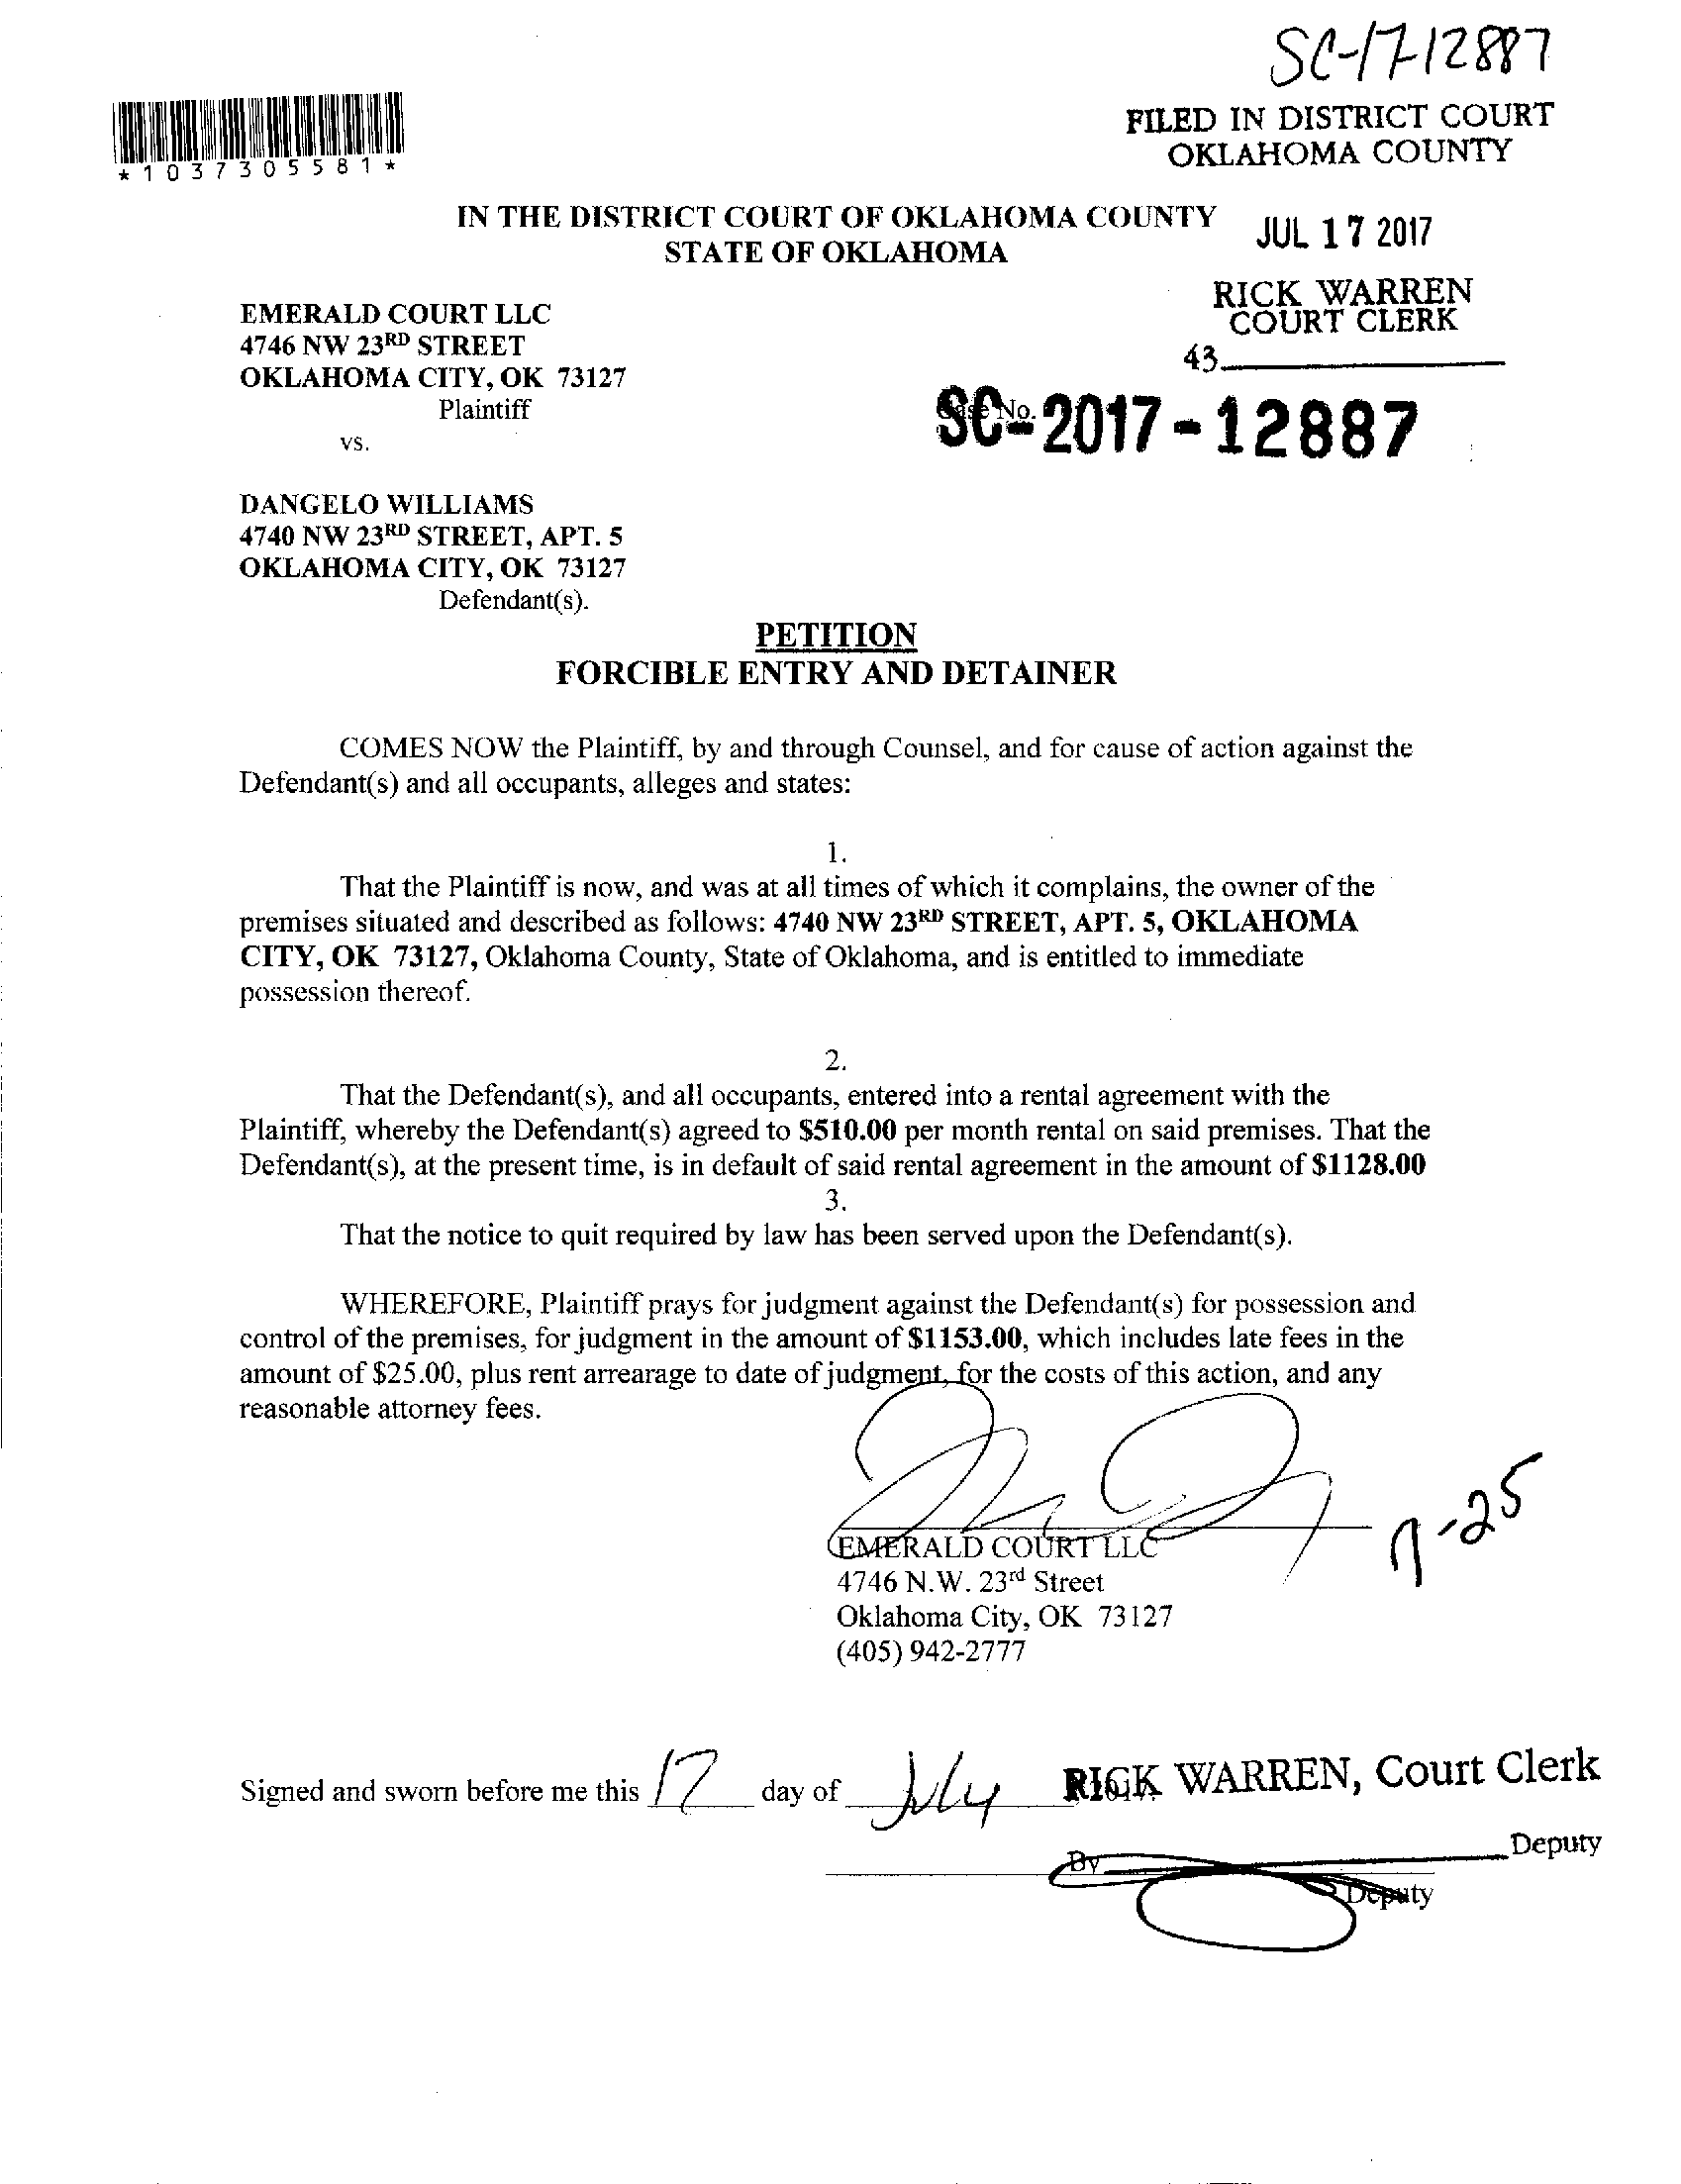 SC-17-12887
FILED IN DISTRICT COURT
OKLAHOMA COUNTY
*1037305581*
IN THE DISTRICT COURT OF OKLAHOMA COUNTY
STATE OF OKLAHOMA
JUL 17 2017
RICK WARREN
COURT CLERK
43
EMERALD COURT LLC
4746 NW 23RD STREET
OKLAHOMA CITY, OK 73127
Plaintiff
Case No.
SC-2017-12887
vs.
DANGELO WILLIAMS
4740 NW 23RD STREET, APT. 5
OKLAHOMA CITY, OK 73127
Defendant(s).
PETITION
FORCIBLE ENTRY AND DETAINER
COMES NOW the Plaintiff, by and through Counsel, and for cause of action against the
Defendant(s) and all occupants, alleges and states:
1.
That the Plaintiff is now, and was at all times of which it complains, the owner of the
premises situated and described as follows: 4740 NW 23RD STREET, APT. 5, OKLAHOMA
CITY, OK 73127, Oklahoma County, State of Oklahoma, and is entitled to immediate
possession thereof.
2.
That the Defendant(s), and all occupants, entered into a rental agreement with the
Plaintiff, whereby the Defendant(s) agreed to $510.00 per month rental on said premises. That the
Defendant(s), at the present time, is in default of said rental agreement in the amount of $1128.00
3.
That the notice to quit required by law has been served upon the Defendant(s).
WHEREFORE, Plaintiff prays for judgment against the Defendant(s) for possession and
control of the premises, for judgment in the amount of $1153.00, which includes late fees in the
amount of $25.00, plus rent arrearage to date of judgment, for the costs of this action, and any
reasonable attorney fees.
7-25
EMERALD COURT LLC
4746 N.W. 23rd Street
Oklahoma City, OK 73127
(405) 942-2777
Signed and sworn before me this 17 day of July
RICK WARREN, Court Clerk
By Deputy
Deputy